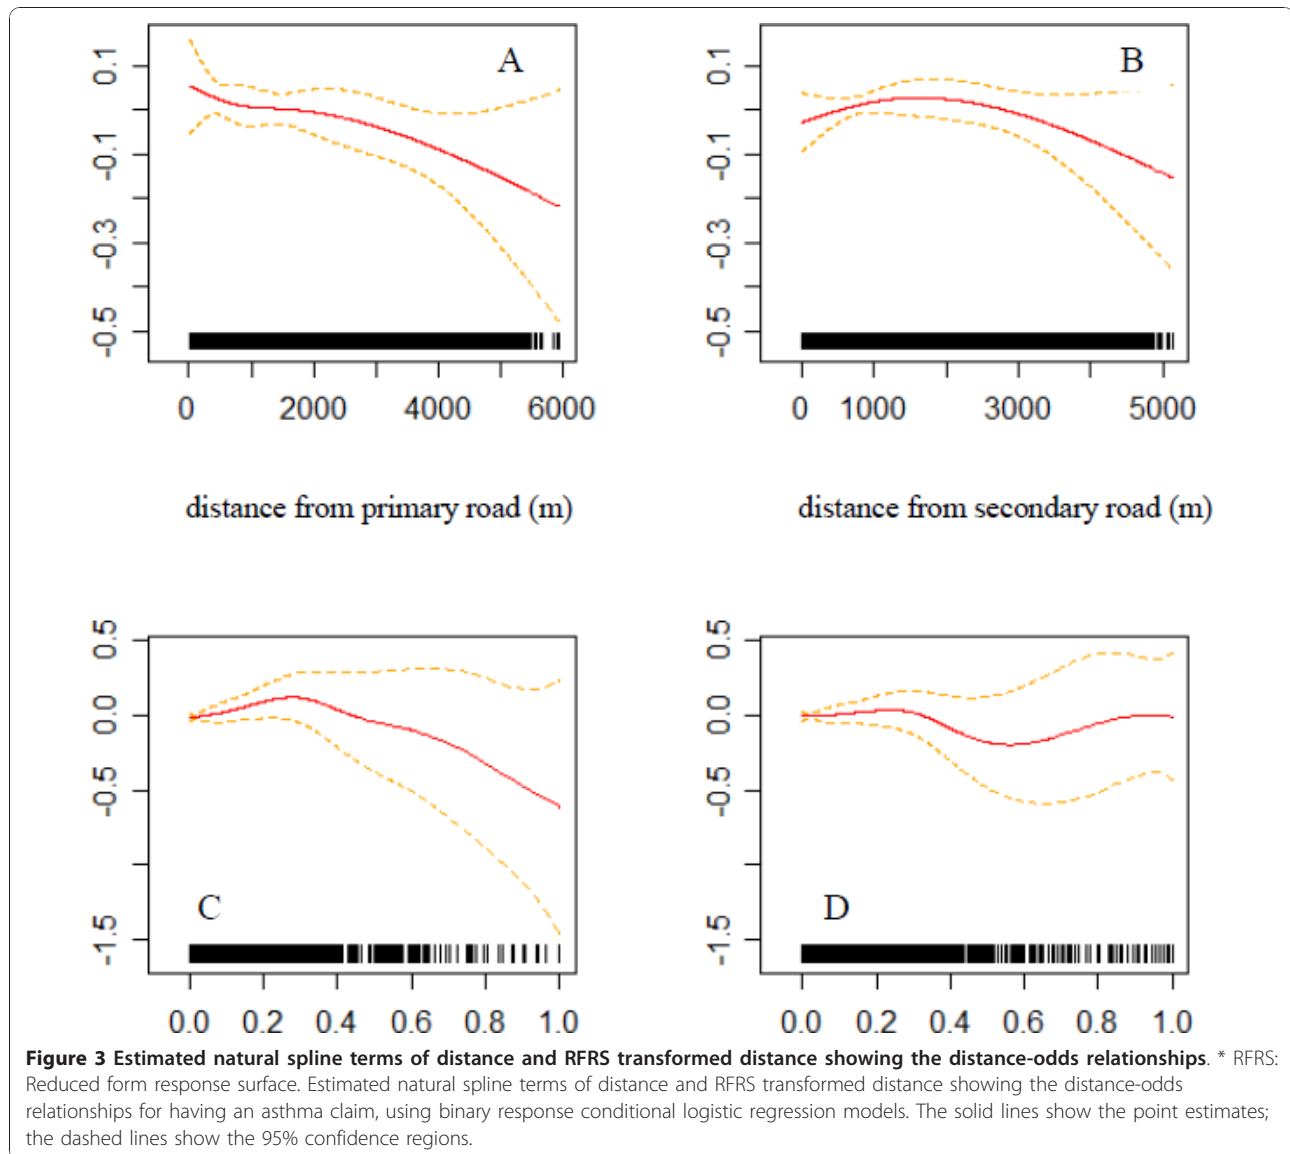 A
0.1
-0.1
-0.3
-0.5
0 2000 4000 6000
distance from primary road (m)
B
0.1
-0.1
-0.3
-0.5
0 1000 3000 5000
distance from secondary road (m)
C
0.5
0.0
-0.5
-1.5
0.0 0.2 0.4 0.6 0.8 1.0
D
0.5
0.0
-0.5
-1.5
0.0 0.2 0.4 0.6 0.8 1.0
Figure 3 Estimated natural spline terms of distance and RFRS transformed distance showing the distance-odds relationships. * RFRS:
Reduced form response surface. Estimated natural spline terms of distance and RFRS transformed distance showing the distance-odds
relationships for having an asthma claim, using binary response conditional logistic regression models. The solid lines show the point estimates;
the dashed lines show the 95% confidence regions.